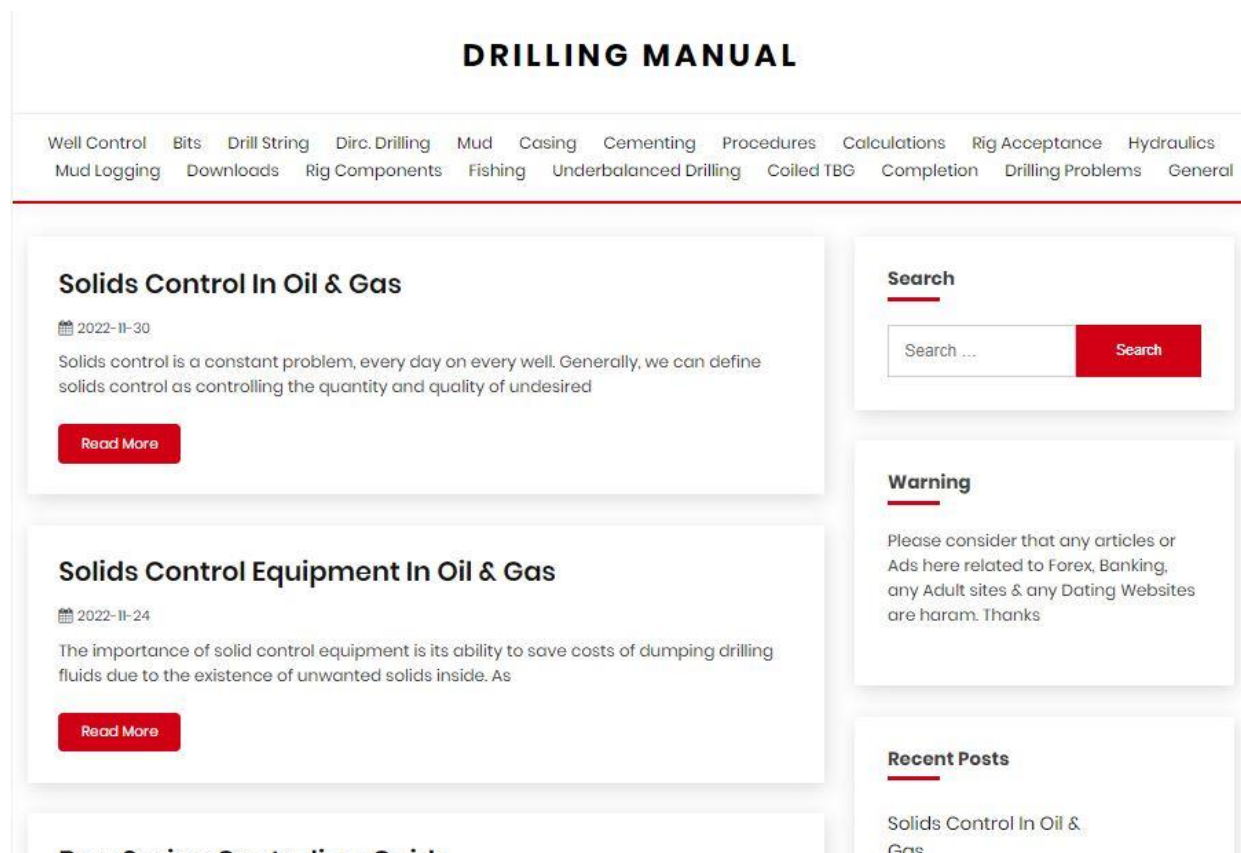 DRILLING MANUAL
Well Control Bits Drill String Dirc. Drilling Mud Casing Cementing Procedures Calculations Rig Acceptance Hydraulics
Mud Logging Downloads Rig Components Fishing Underbalanced Drilling Coiled TBG Completion Drilling Problems General
Solids Control In Oil & Gas
2022-11-30
Solids control is a constant problem, every day on every well. Generally, we can define
solids control as controlling the quantity and quality of undesired
Read More
Solids Control Equipment In Oil & Gas
2022-11-24
The importance of solid control equipment is its ability to save costs of dumping drilling
fluids due to the existence of unwanted solids inside. As
Read More
Search
Search ... Search
Warning
Please consider that any articles or
Ads here related to Forex, Banking,
any Adult sites & any Dating Websites
are haram. Thanks
Recent Posts
Solids Control In Oil &
Gas